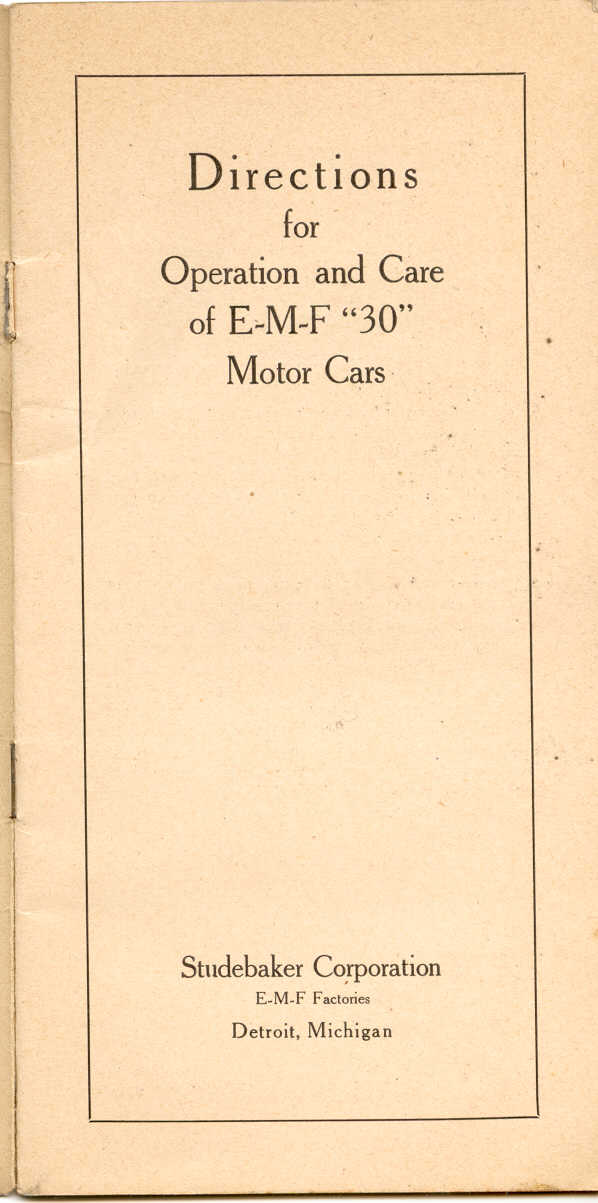 Directions
for
Operation and Care
of E-M-F “30”
Motor Cars
Studebaker Corporation
E-M-F Factories
Detroit, Michigan